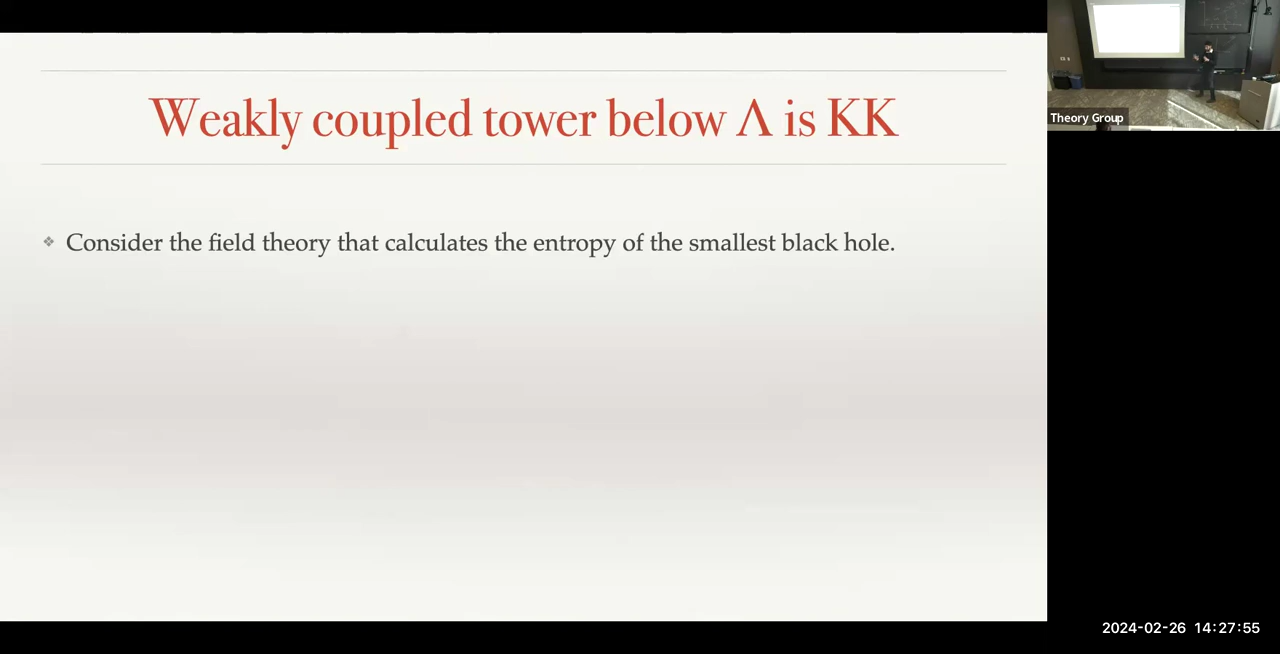 Weakly coupled tower below Λ is KK
❖ Consider the field theory that calculates the entropy of the smallest black hole.
Theory Group
2024-02-26 14:27:55